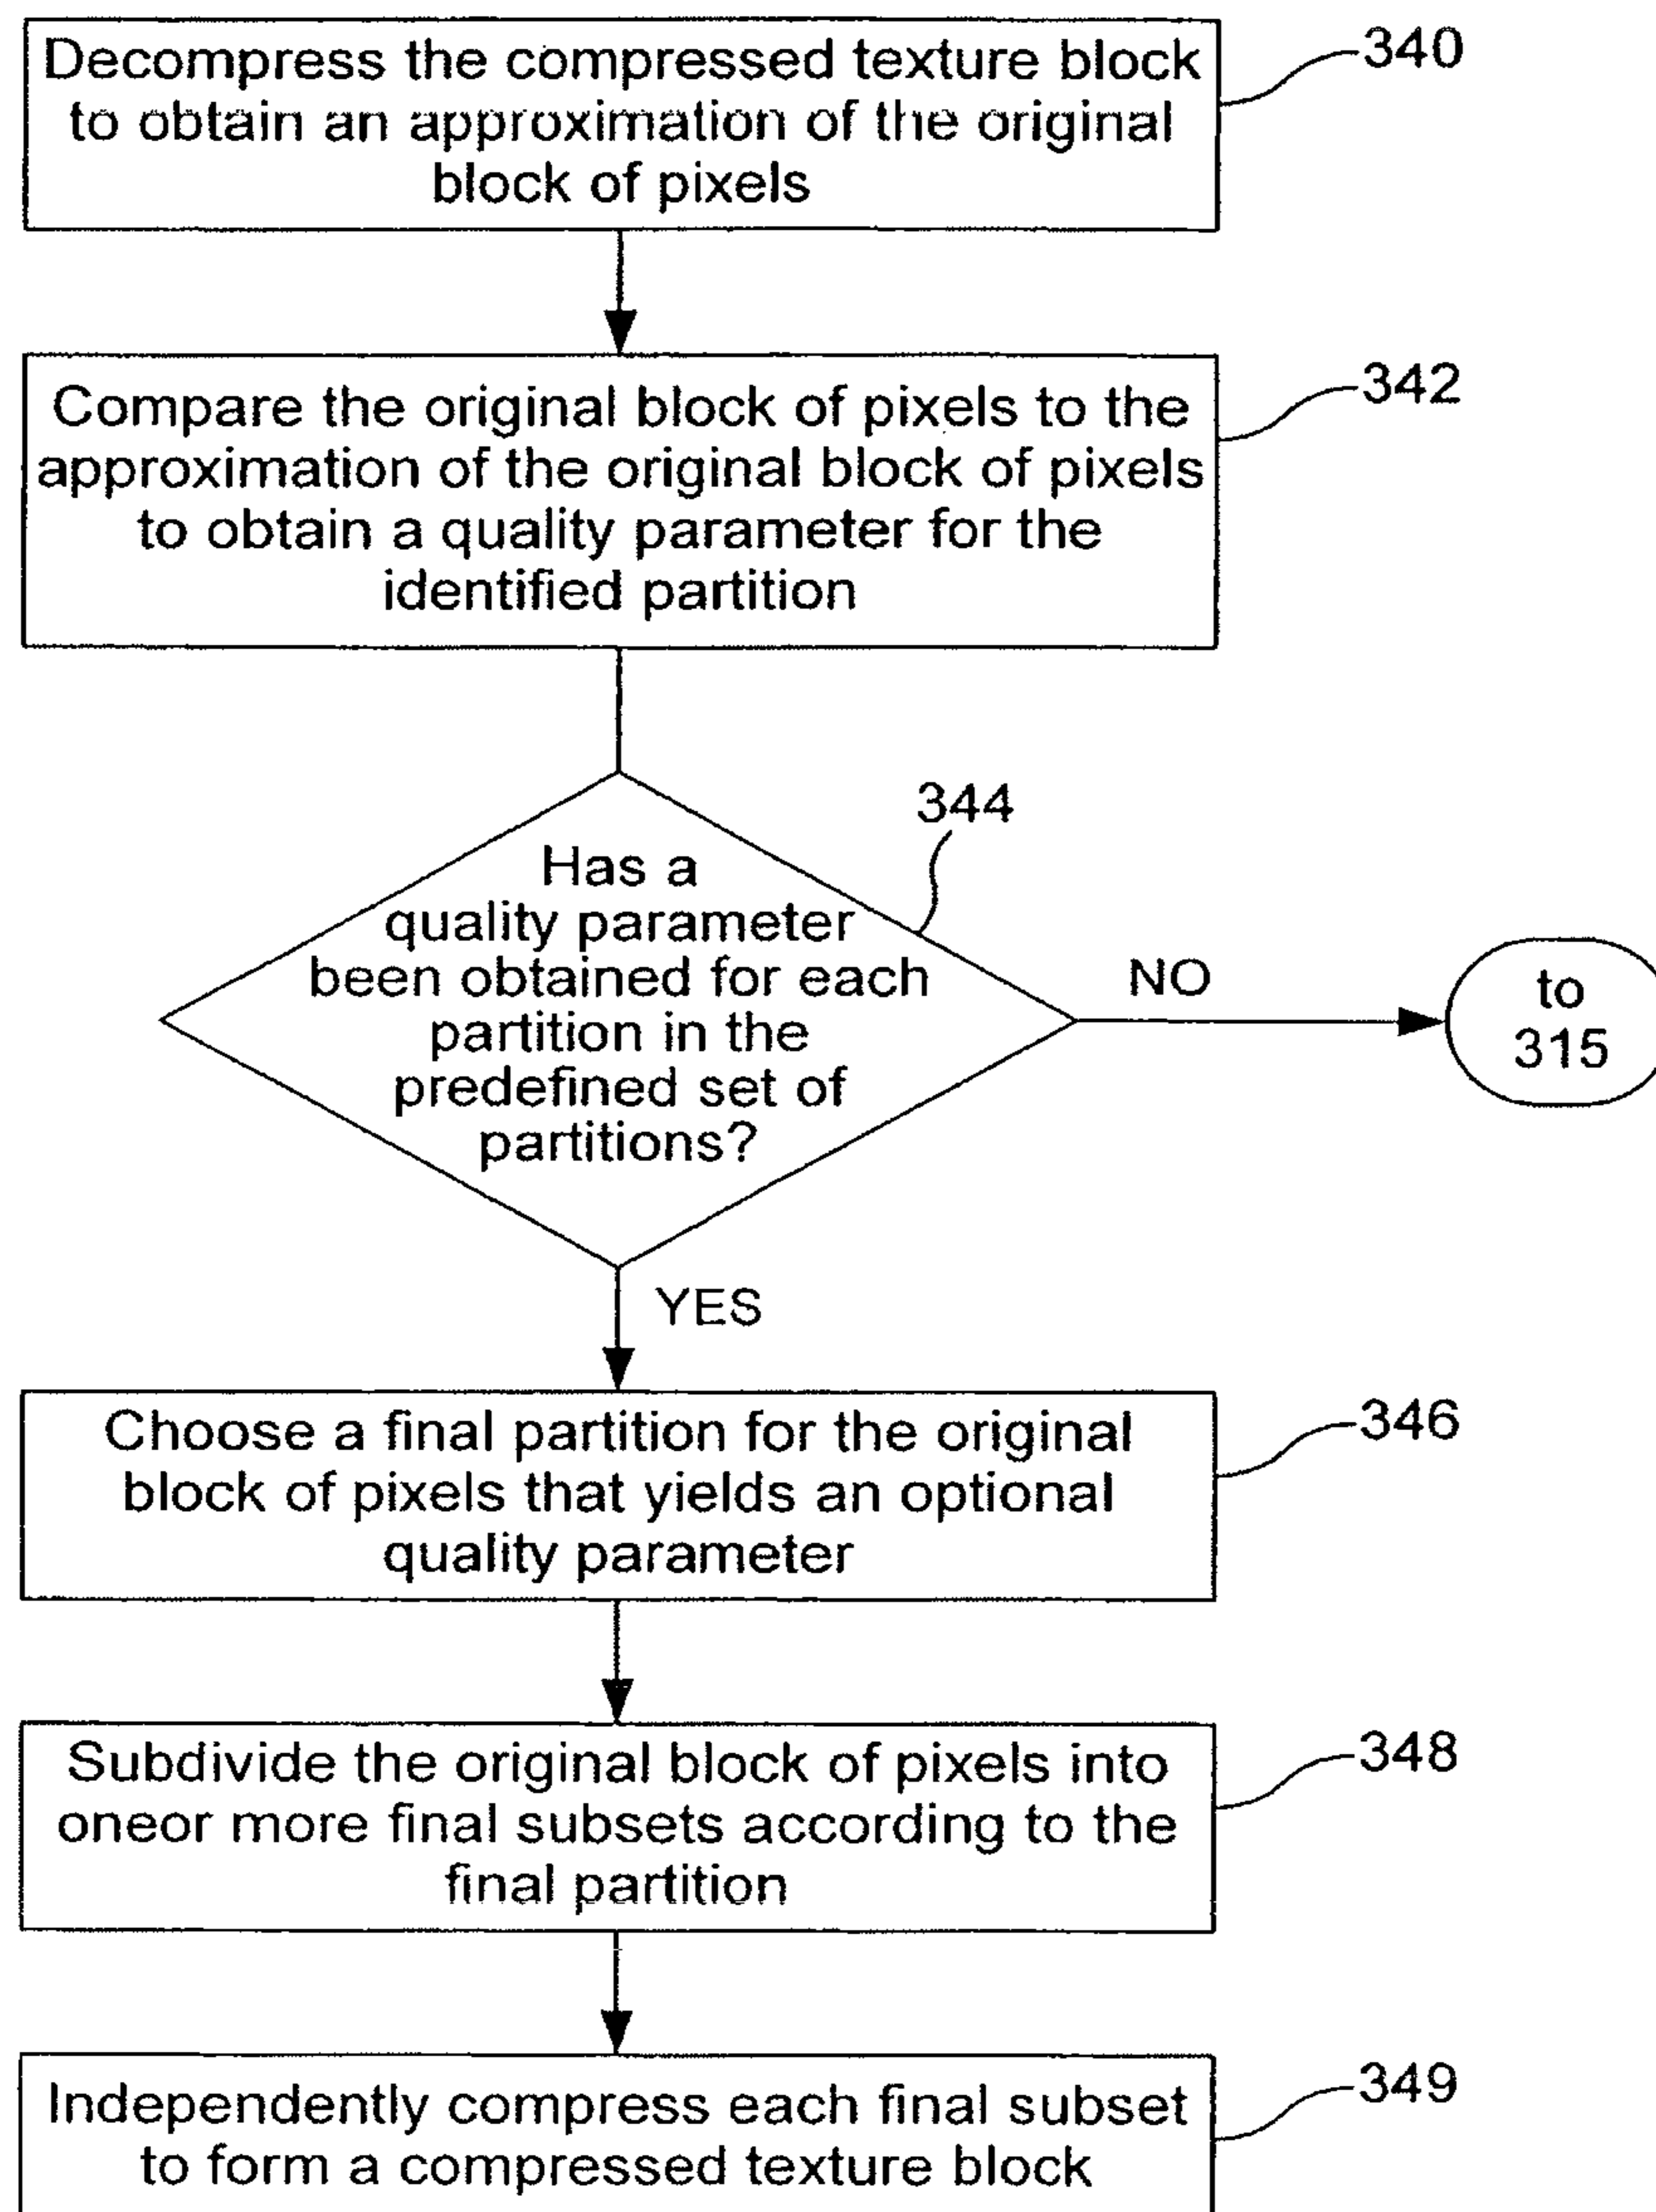 Decompress the compressed texture block
to obtain an approximation of the original
block of pixels
340
Compare the original block of pixels to the
approximation of the original block of pixels
to obtain a quality parameter for the
identified partition
342
344
Has a
quality parameter
been obtained for each
partition in the
predefined set of
partitions?
NO
to
315
YES
Choose a final partition for the original
block of pixels that yields an optional
quality parameter
346
Subdivide the original block of pixels into
oneor more final subsets according to the
final partition
348
Independently compress each final subset
to form a compressed texture block
349